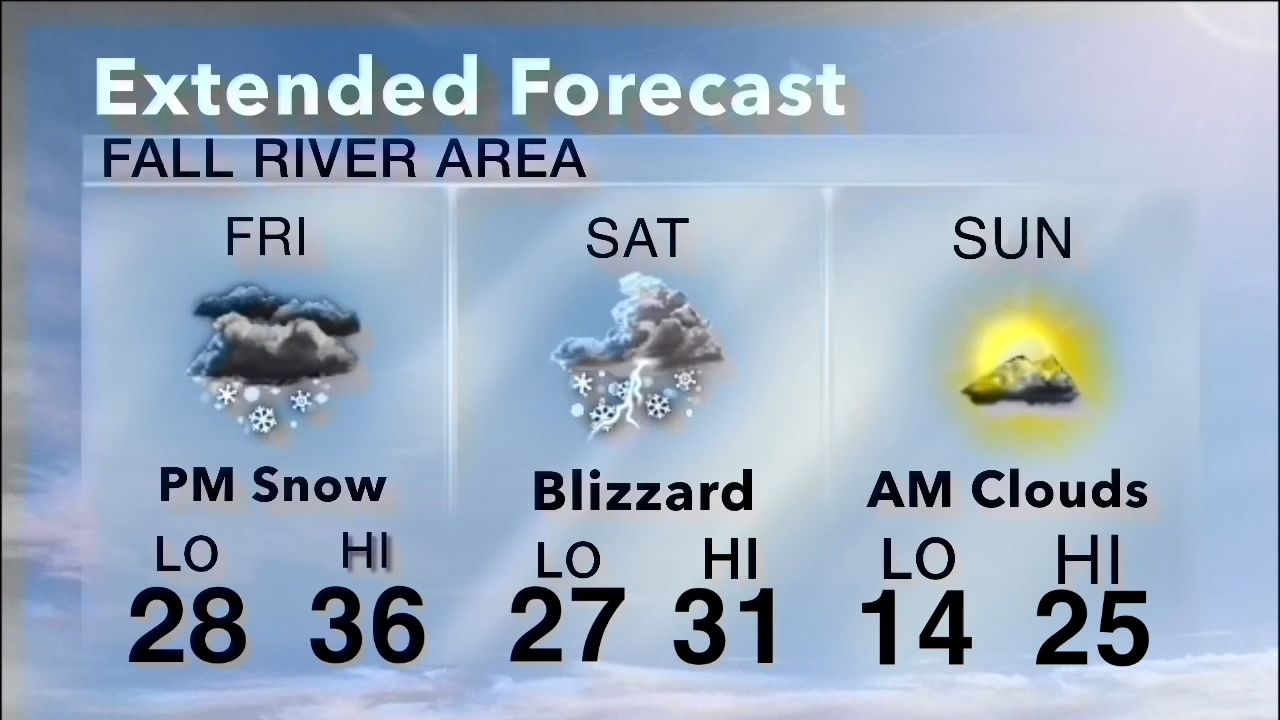 Extended Forecast
FALL RIVER AREA
FRI SAT SUN
PM Snow Blizzard AM Clouds
LO HI LO HI LO HI
28 36 27 31 14 25